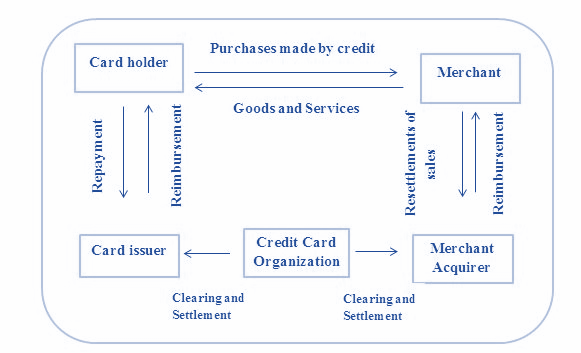 Purchases made by credit
Card holder
Merchant
Goods and Services
Repayment
Reimbursement
Resettlements of
sales
Reimbursement
Card issuer
Credit Card
Organization
Merchant
Acquirer
Clearing and
Settlement
Clearing and
Settlement